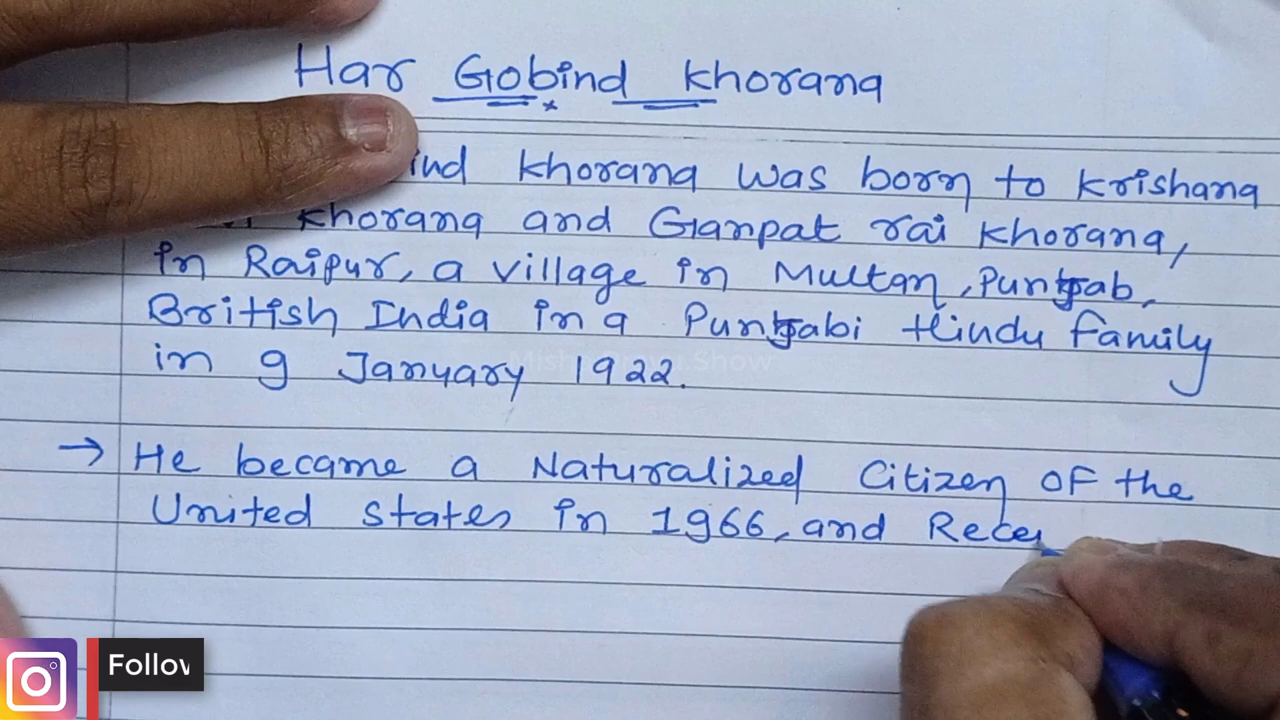 Har Gobind Khorana
ind Khorana was born to Krishana
Khorana and Ganpat rai Khorana,
in Raipur, a village in Multan, Punjab,
British India in a Punjabi Hindu family
in 9 January 1922.
→ He became a Naturalized Citizen OF the
United States in 1966, and Rece
Follow